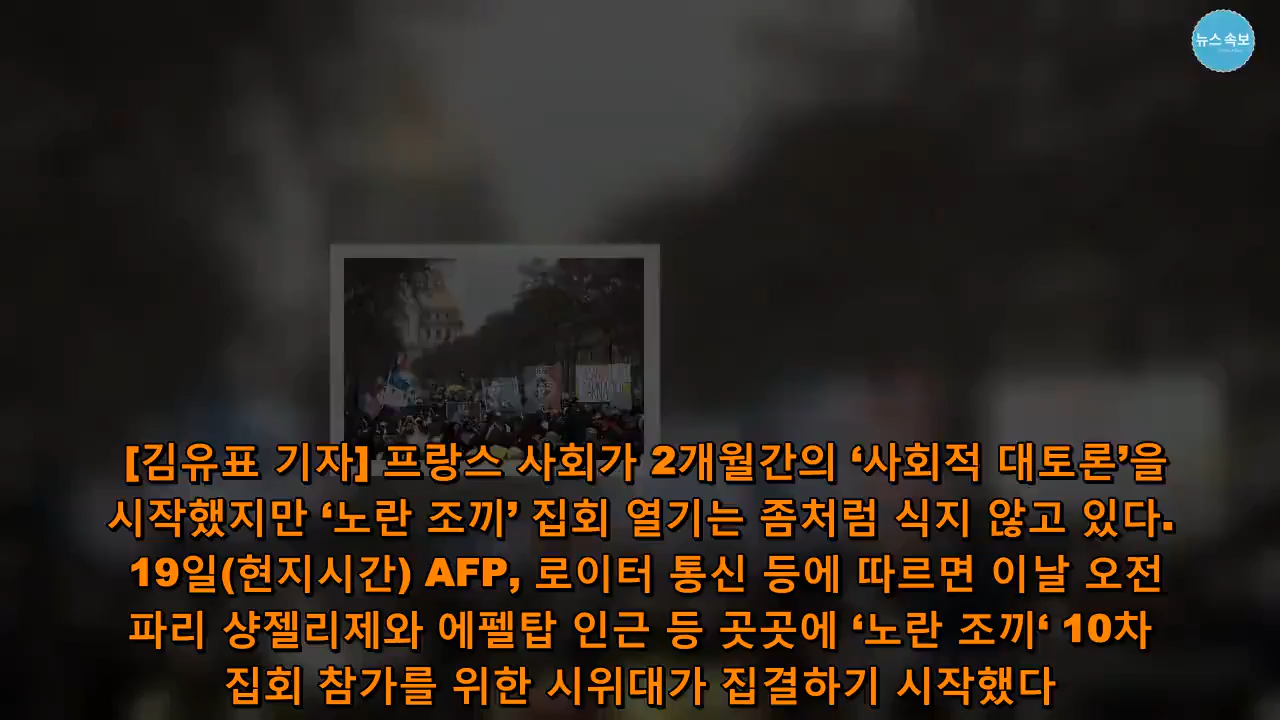 뉴스 속보
[김유표 기자] 프랑스 사회가 2개월간의 ‘사회적 대토론’을
시작했지만 ‘노란 조끼’ 집회 열기는 좀처럼 식지 않고 있다.
19일(현지시간) AFP, 로이터 통신 등에 따르면 이날 오전
파리 샹젤리제와 에펠탑 인근 등 곳곳에 ‘노란 조끼‘ 10차
집회 참가를 위한 시위대가 집결하기 시작했다